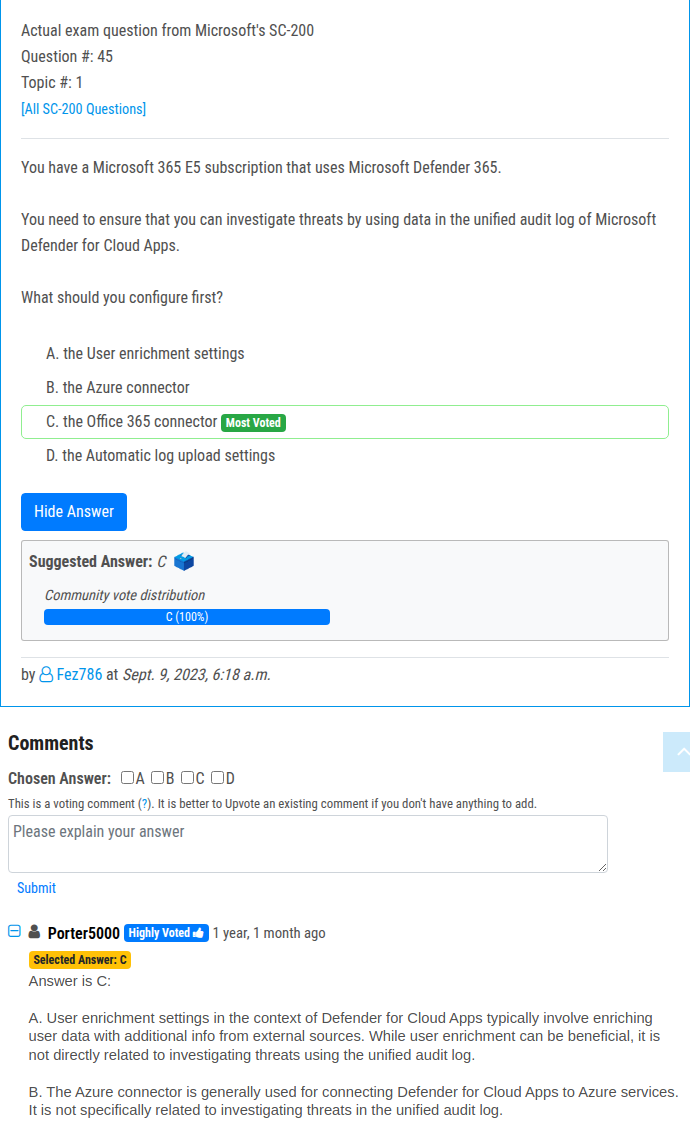 Actual exam question from Microsoft's SC-200
Question #: 45
Topic #: 1
[All SC-200 Questions]
You have a Microsoft 365 E5 subscription that uses Microsoft Defender 365.
You need to ensure that you can investigate threats by using data in the unified audit log of Microsoft
Defender for Cloud Apps.
What should you configure first?
A. the User enrichment settings
B. the Azure connector
C. the Office 365 connector Most Voted
D. the Automatic log upload settings
Hide Answer
Suggested Answer: C
Community vote distribution
C (100%)
by Fez786 at Sept. 9, 2023, 6:18 a.m.
Comments
Chosen Answer: A B C D
This is a voting comment (?). It is better to Upvote an existing comment if you don't have anything to add.
Please explain your answer
Submit
Porter5000 Highly Voted 1 year, 1 month ago
Selected Answer: C
Answer is C:
A. User enrichment settings in the context of Defender for Cloud Apps typically involve enriching
user data with additional info from external sources. While user enrichment can be beneficial, it is
not directly related to investigating threats using the unified audit log.
B. The Azure connector is generally used for connecting Defender for Cloud Apps to Azure services.
It is not specifically related to investigating threats in the unified audit log.